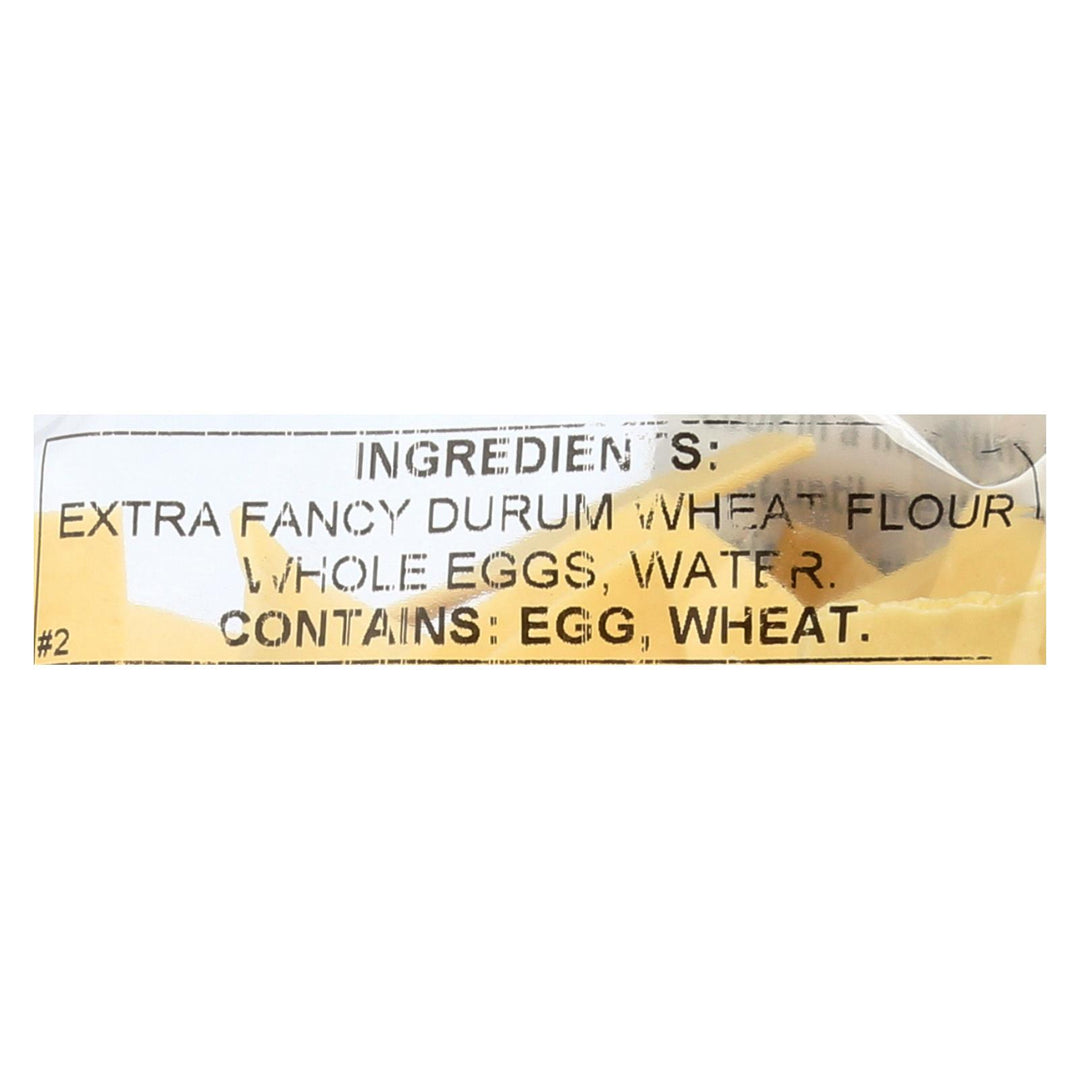 INGREDIENTS:
EXTRA FANCY DURUM WHEAT FLOUR
WHOLE EGGS, WATER.
CONTAINS: EGG, WHEAT.
#2